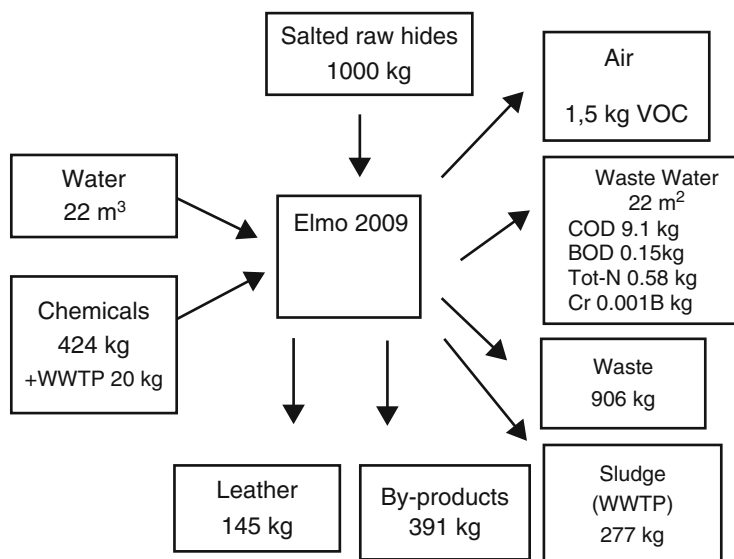 Salted raw hides
1000 kg
Air
1,5 kg VOC
Water
22 m³
Elmo 2009
Waste Water
22 m²
COD 9.1 kg
BOD 0.15kg
Tot-N 0.58 kg
Cr 0.001B kg
Chemicals
424 kg
+WWTP 20 kg
Waste
906 kg
Leather
145 kg
By-products
391 kg
Sludge
(WWTP)
277 kg